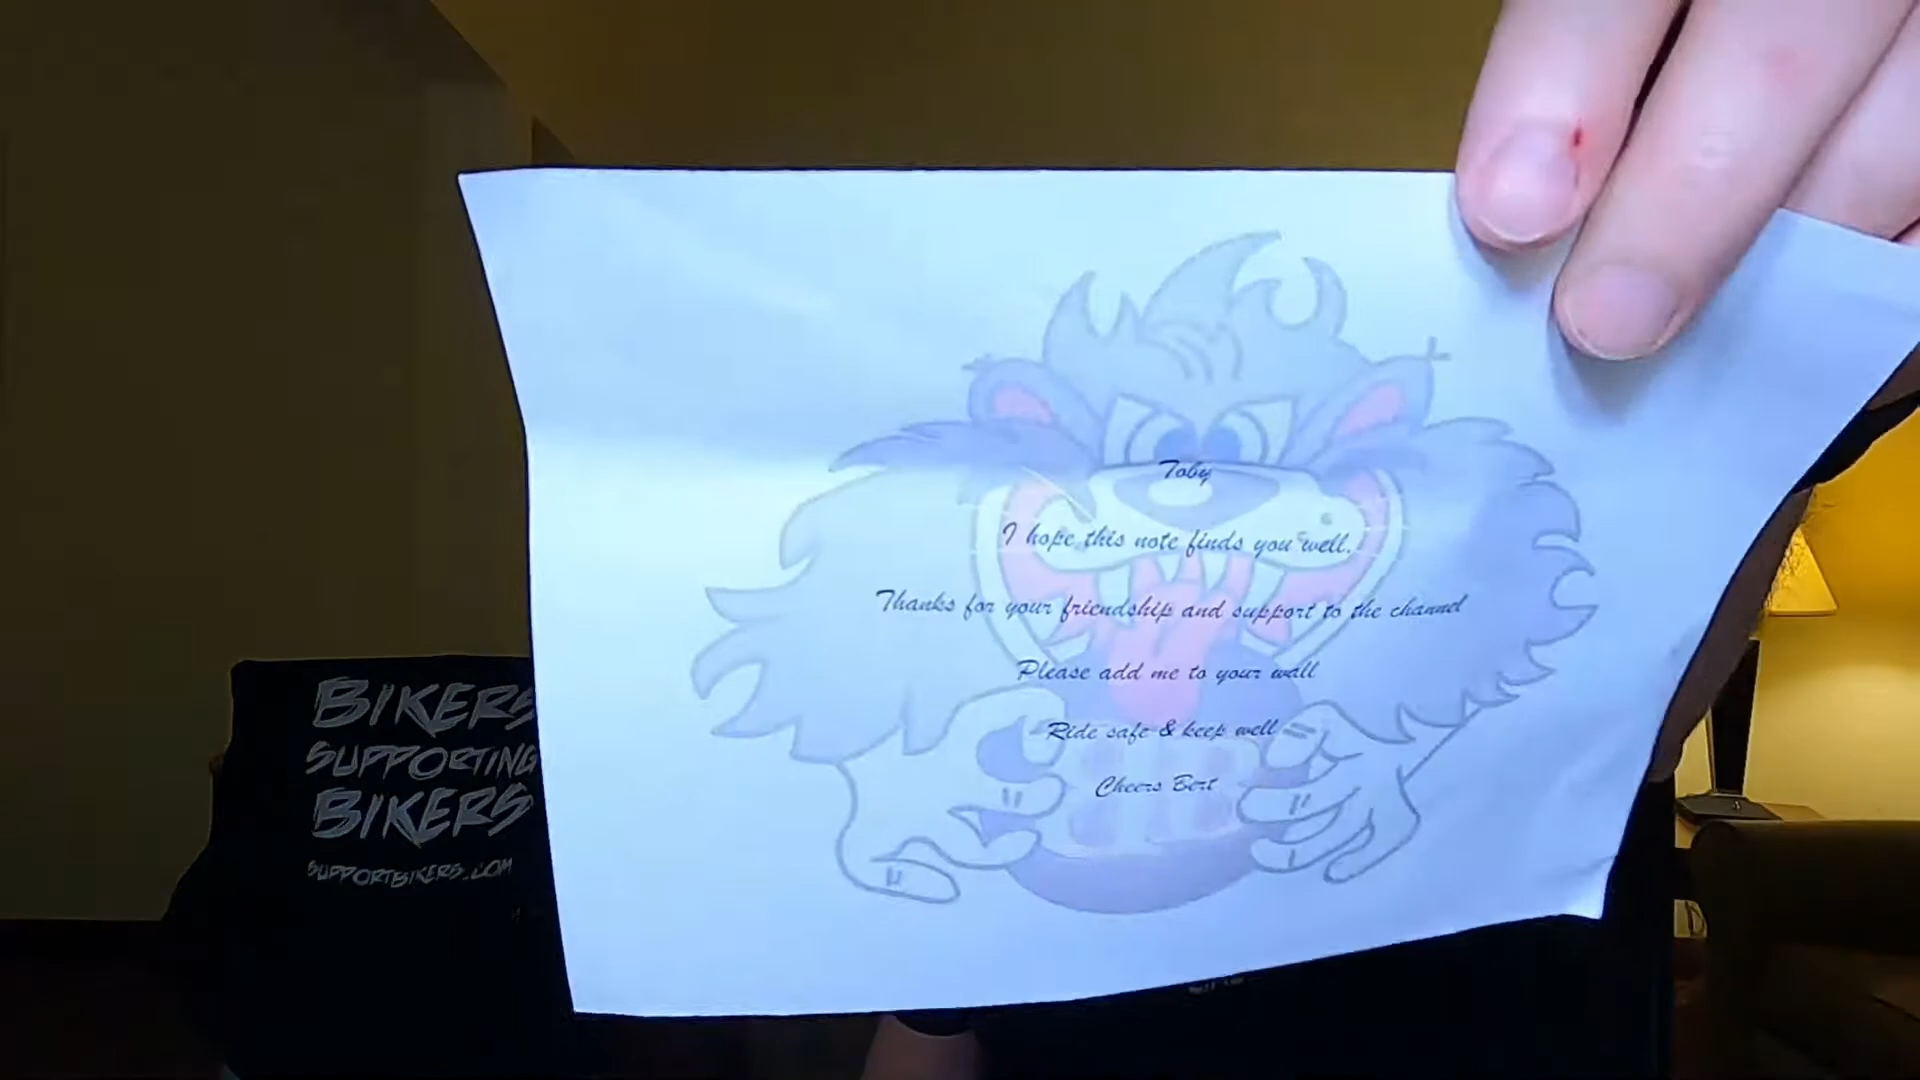 Toby
I hope this note finds you well.
Thanks for your friendship and support to the channel
Please add me to your wall
Ride safe & keep well
Cheers Bert
BIKERS
SUPPORTING
BIKERS
SUPPORTBIKERS.COM